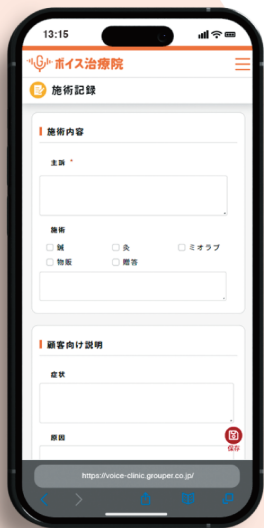 13:15
ボイス治療院
施術記録
施術内容
主訴 *
施術
鍼 灸 ミオラブ
物販 贈答
顧客向け説明
症状
原因
保存
https://voice-clinic.grouper.co.jp/